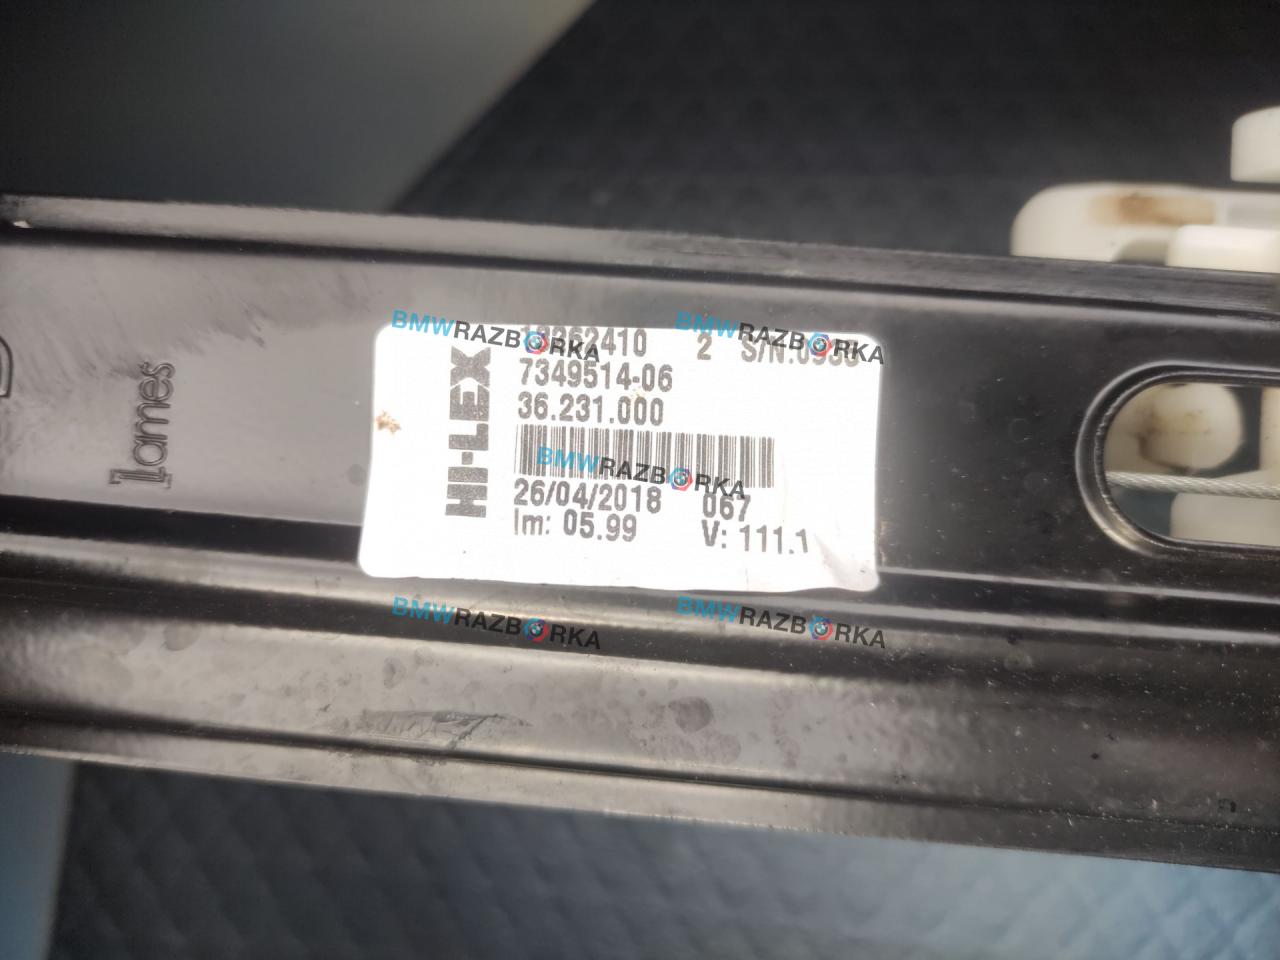 BMWRAZBORKA BMWRAZBORKA
2 S/N:
7349514-06
36.231.000
HI-LEX
BMWRAZBORKA
26/04/2018 067
Im: 05.99 V: 111.1
1ames
BMWRAZBORKA BMWRAZBORKA